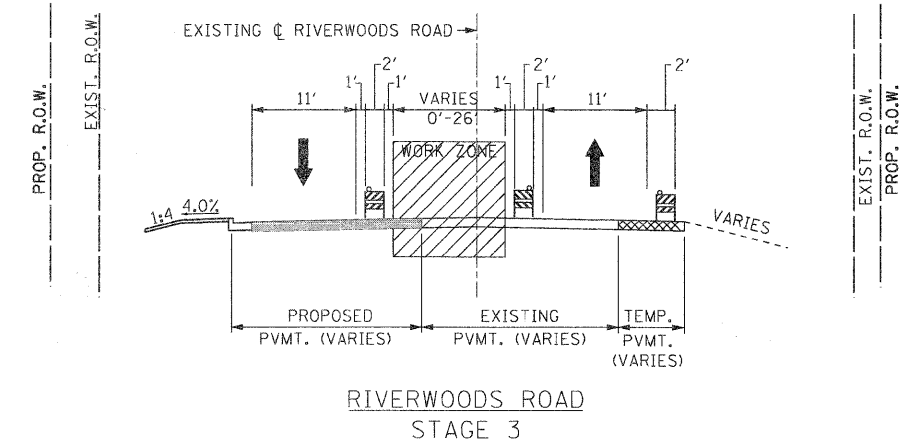 EXISTING ℄ RIVERWOODS ROAD
PROP. R.O.W.
EXIST. R.O.W.
EXIST. R.O.W.
PROP. R.O.W.
2'
2'
2'
1'
1'
1'
1'
11'
VARIES
11'
0'-26'
WORK ZONE
1:4
4.0%
VARIES
PROPOSED
PVMT. (VARIES)
EXISTING
PVMT. (VARIES)
TEMP.
PVMT.
(VARIES)
RIVERWOODS ROAD
STAGE 3